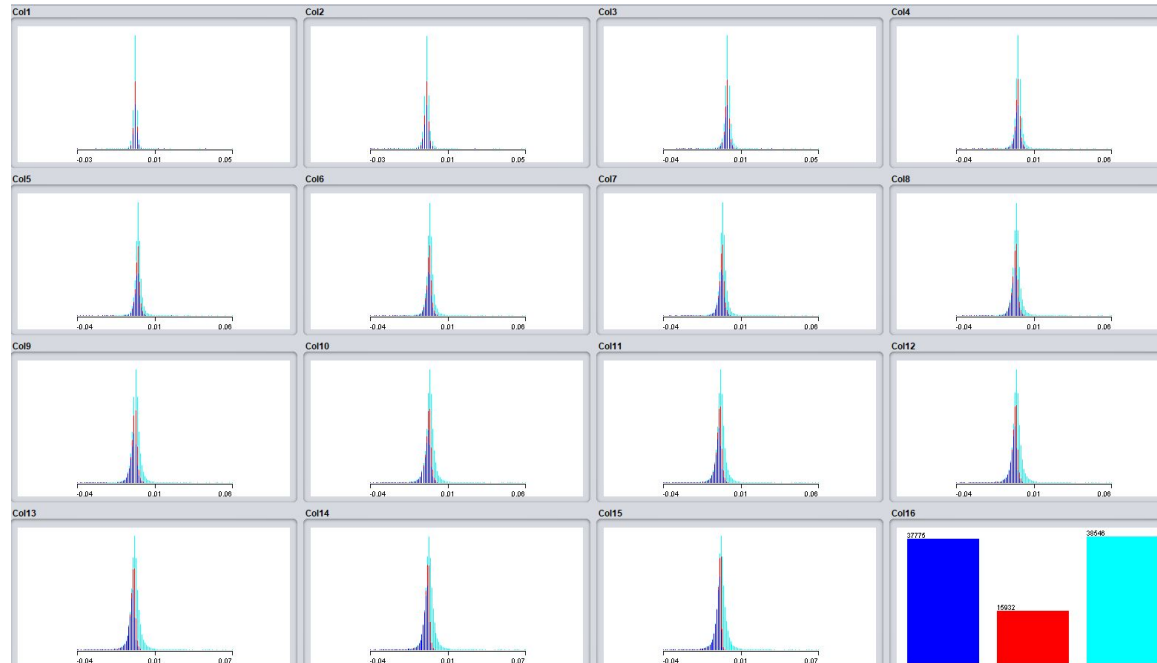 Col1 Col2 Col3 Col4
-0.03 0.01 0.05 -0.03 0.01 0.05 -0.04 0.01 0.05 -0.04 0.01 0.06
Col5 Col6 Col7 Col8
-0.04 0.01 0.06 -0.04 0.01 0.06 -0.04 0.01 0.06 -0.04 0.01 0.06
Col9 Col10 Col11 Col12
-0.04 0.01 0.06 -0.04 0.01 0.06 -0.04 0.01 0.06 -0.04 0.01 0.06
Col13 Col14 Col15 Col16
37775 15932 38546
-0.04 0.01 0.07 -0.04 0.01 0.07 -0.04 0.01 0.07